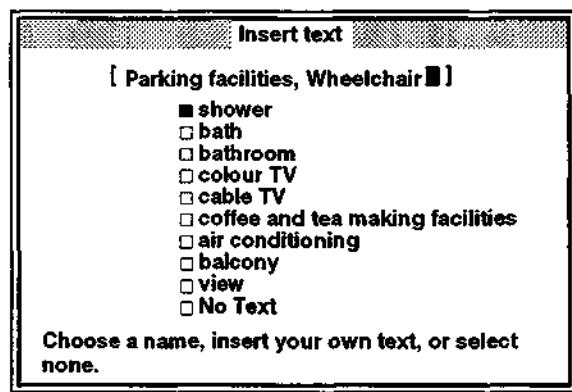 Insert text
[ Parking facilities, Wheelchair ]
shower
bath
bathroom
colour TV
cable TV
coffee and tea making facilities
air conditioning
balcony
view
No Text
Choose a name, insert your own text, or select
none.